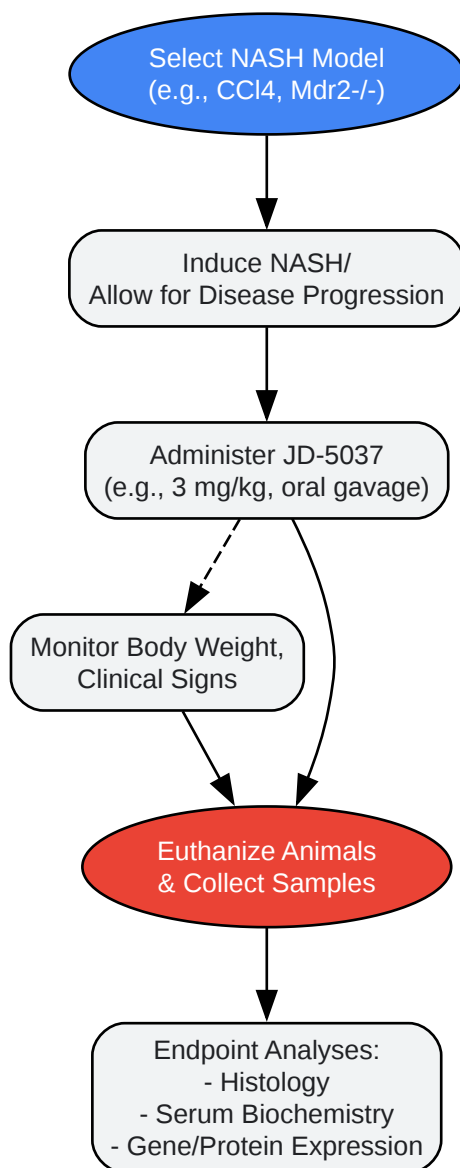 Select NASH Model
(e.g., CCl4, Mdr2-/-)
Induce NASH/
Allow for Disease Progression
Administer JD-5037
(e.g., 3 mg/kg, oral gavage)
Monitor Body Weight,
Clinical Signs
Euthanize Animals
& Collect Samples
Endpoint Analyses:
- Histology
- Serum Biochemistry
- Gene/Protein Expression